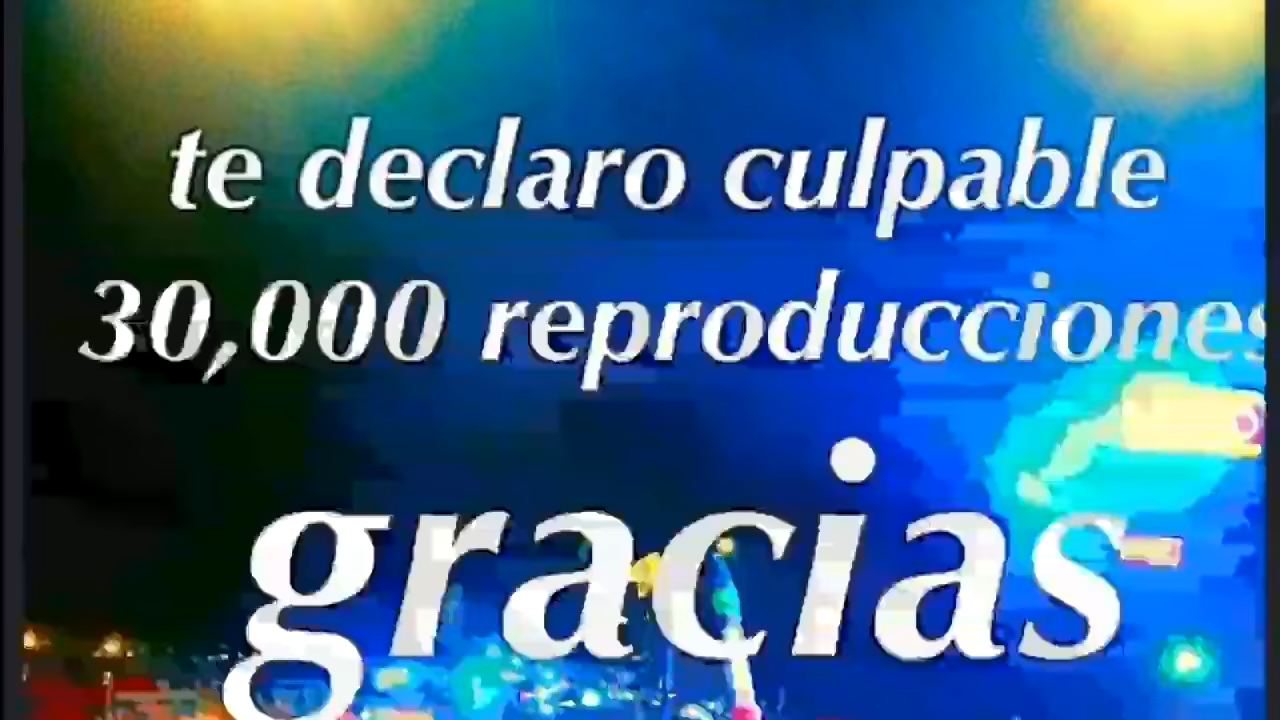 te declaro culpable
30,000 reproducciones
gracias